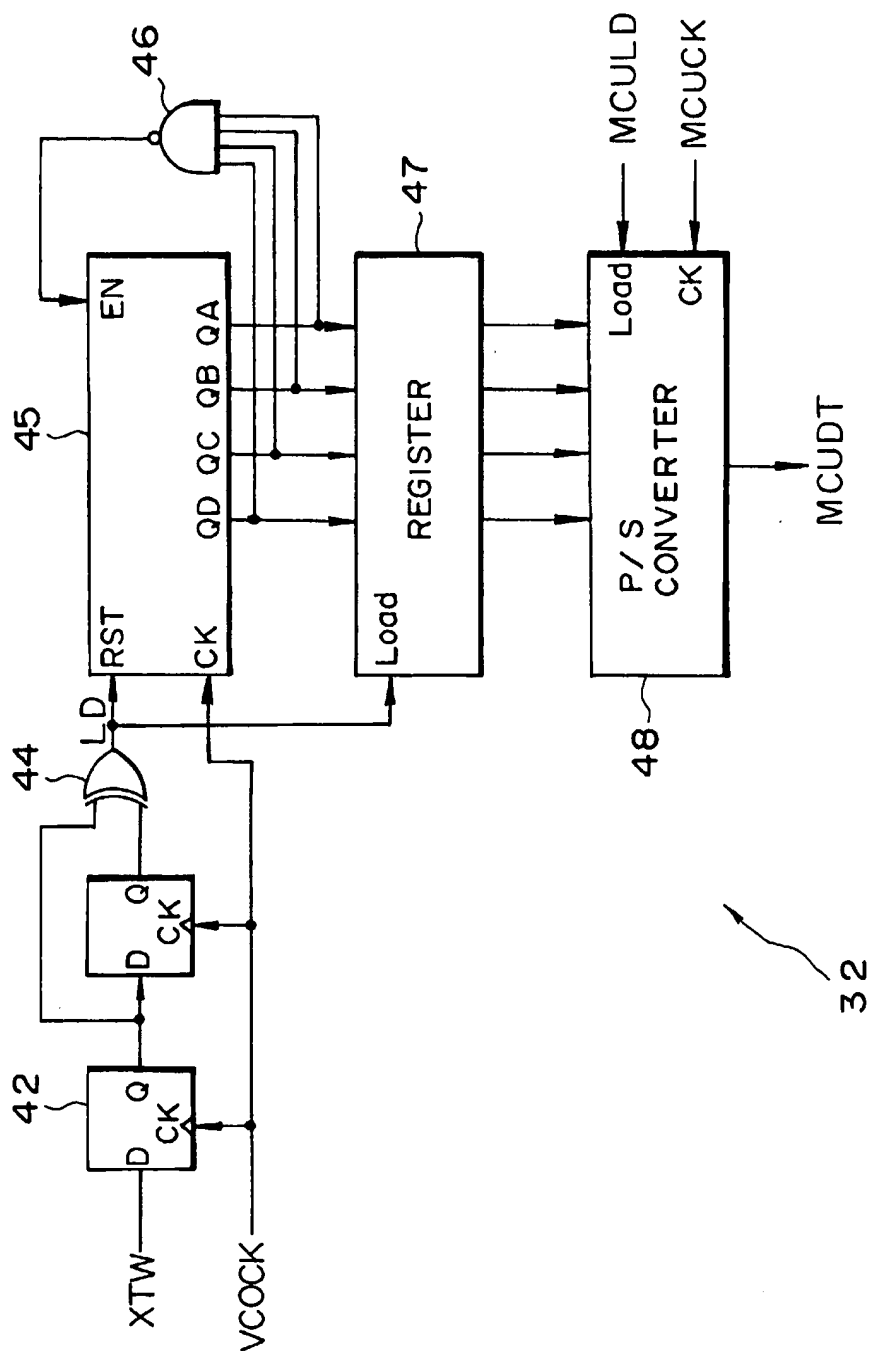 XTW
VCOCK
42
D
Q
CK
D
Q
CK
44
LD
45
RST
EN
CK
QD
QC
QB
QA
46
Load
REGISTER
47
P/S
CONVERTER
Load
CK
48
MCULD
MCUCK
MCUDT
32